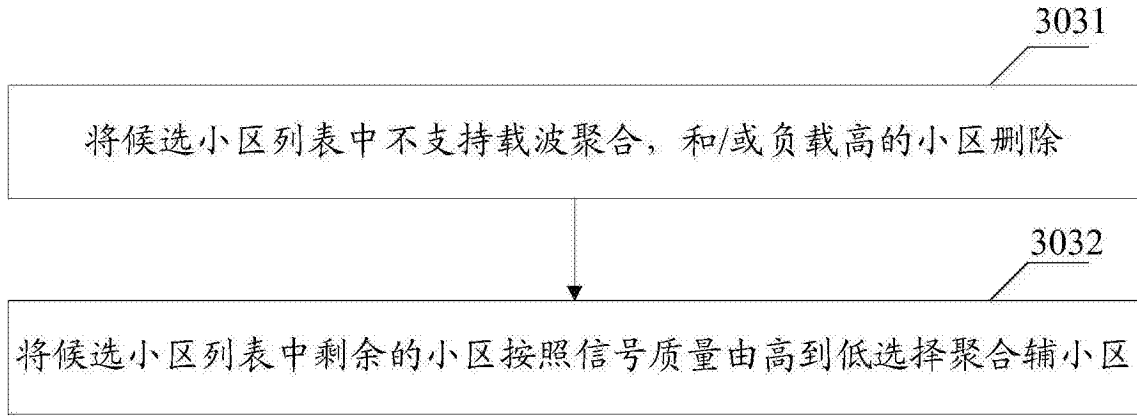 3031
将候选小区列表中不支持载波聚合，和/或负载高的小区删除
3032
将候选小区列表中剩余的小区按照信号质量由高到低选择聚合辅小区